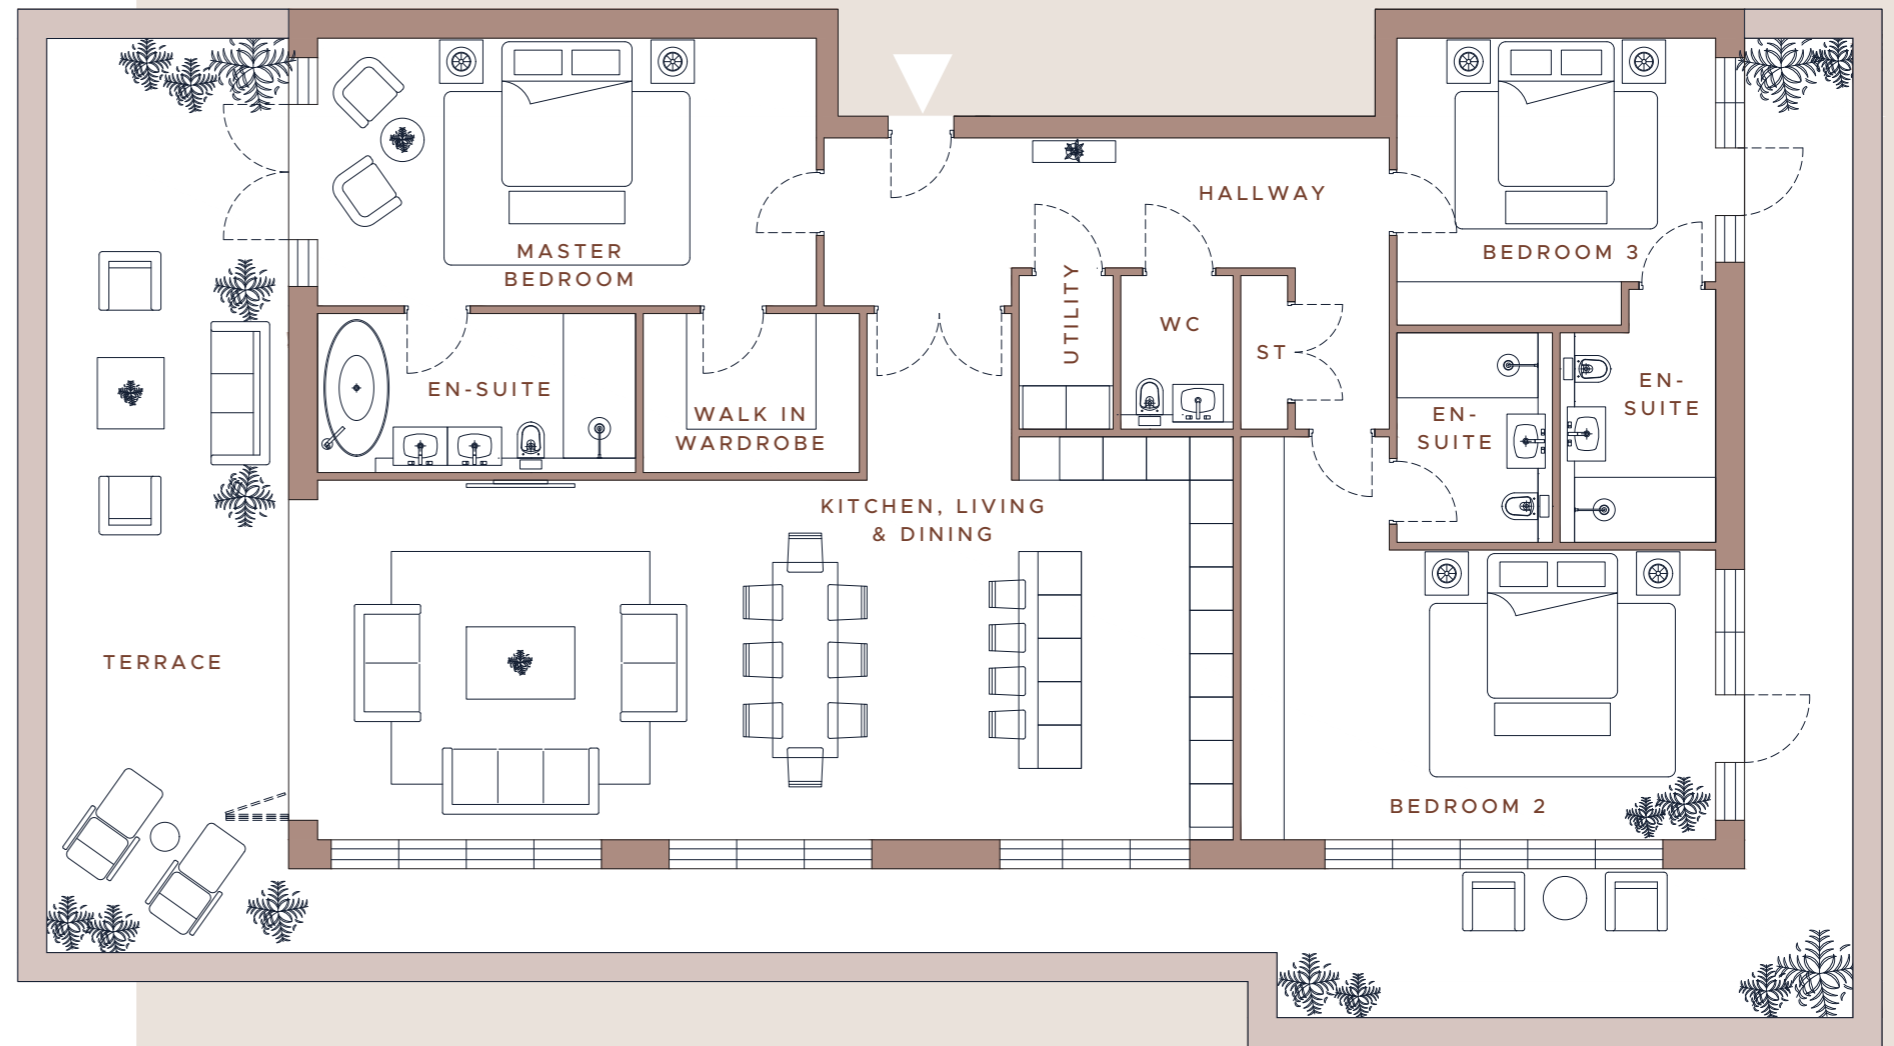 HALLWAY
MASTER
BEDROOM
BEDROOM 3
UTILITY
WC
ST
EN-SUITE
WALK IN
WARDROBE
EN-
SUITE
EN-
SUITE
KITCHEN, LIVING
& DINING
TERRACE
BEDROOM 2